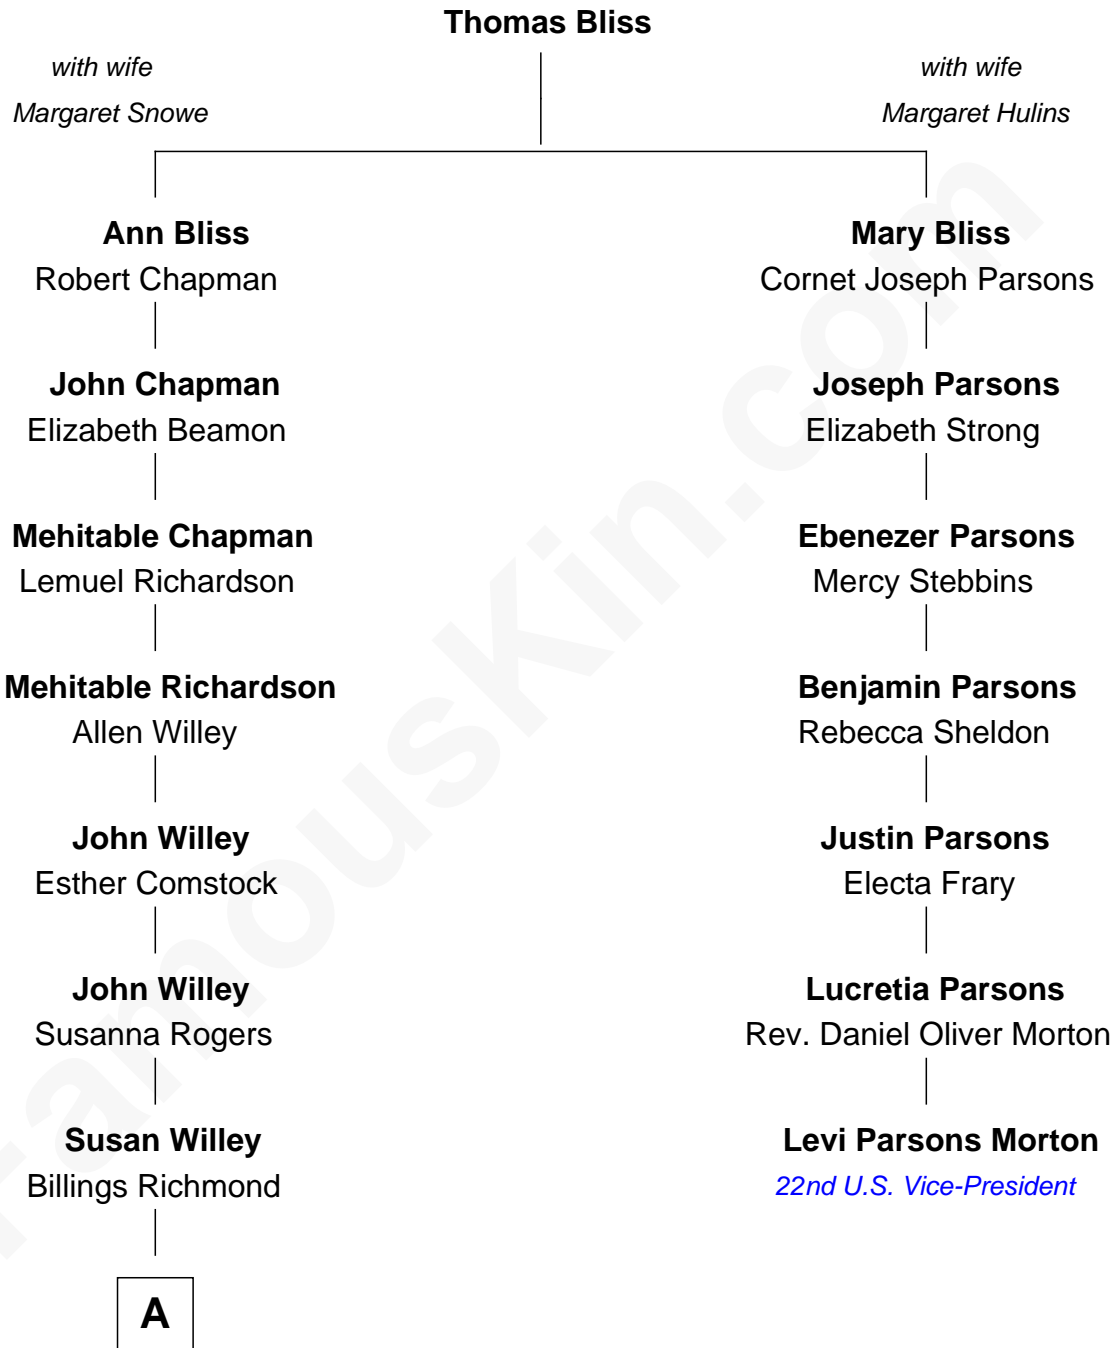 Thomas Bliss
with wife
Margaret Snowe
with wife
Margaret Hulins
Ann Bliss
Robert Chapman
Mary Bliss
Cornet Joseph Parsons
John Chapman
Elizabeth Beamon
Joseph Parsons
Elizabeth Strong
Mehitable Chapman
Lemuel Richardson
Ebenezer Parsons
Mercy Stebbins
Mehitable Richardson
Allen Willey
Benjamin Parsons
Rebecca Sheldon
John Willey
Esther Comstock
Justin Parsons
Electa Frary
John Willey
Susanna Rogers
Lucretia Parsons
Rev. Daniel Oliver Morton
Susan Willey
Billings Richmond
Levi Parsons Morton
22nd U.S. Vice-President
A
FamousKin.com